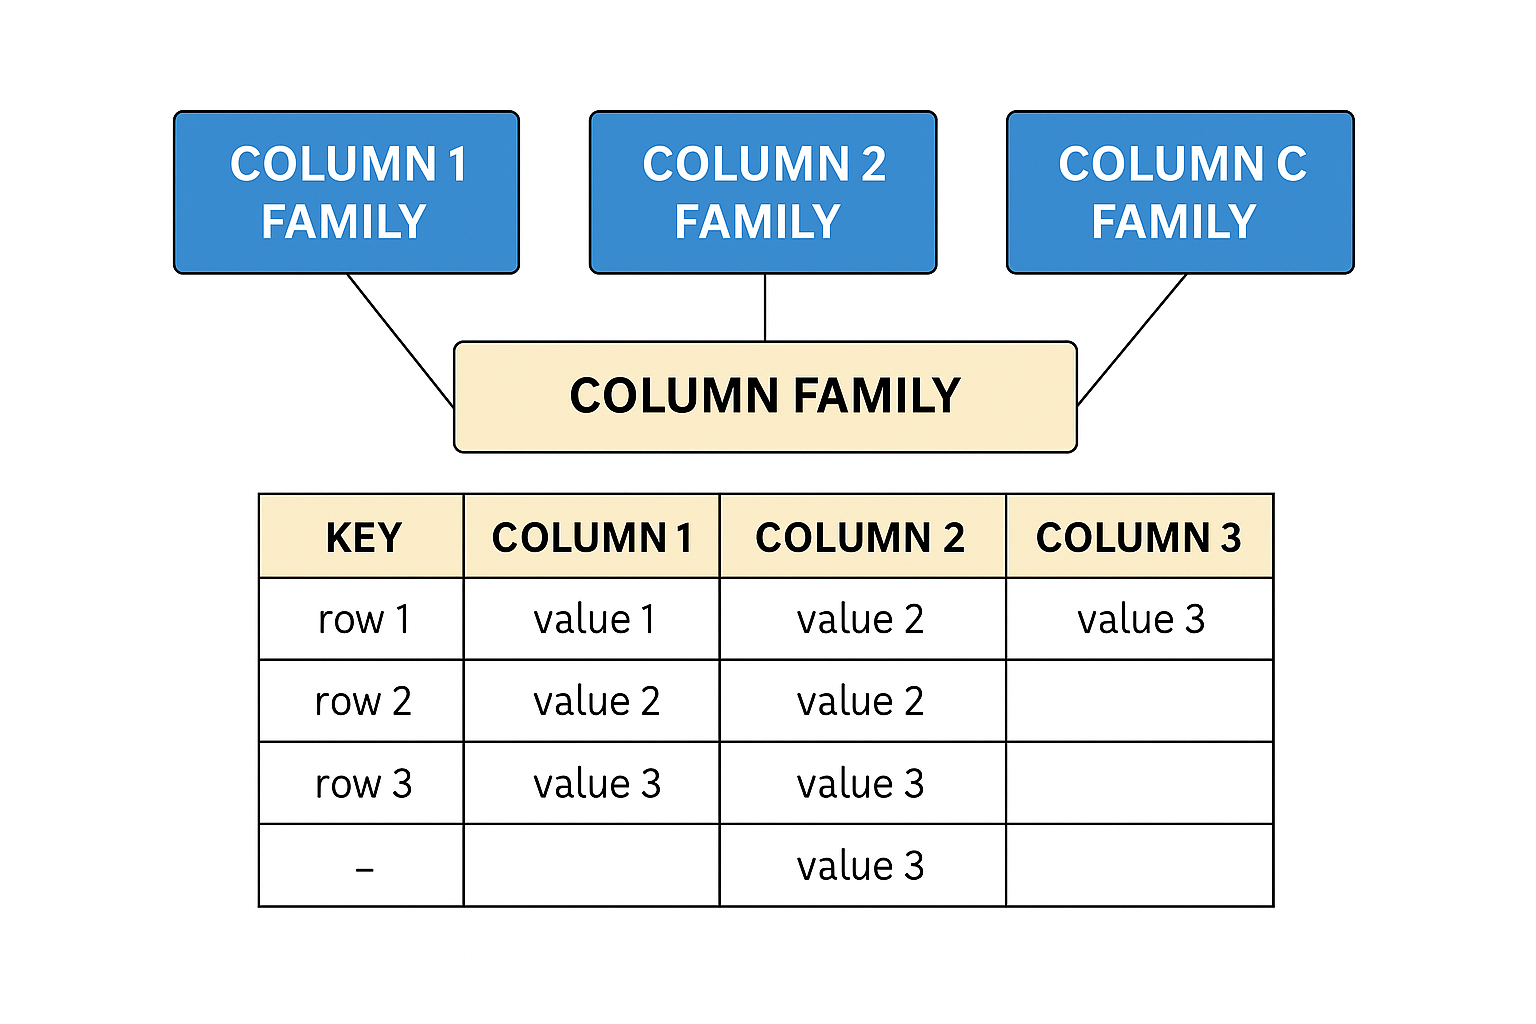 COLUMN 1
FAMILY
COLUMN 2
FAMILY
COLUMN C
FAMILY
COLUMN FAMILY
KEY COLUMN 1 COLUMN 2 COLUMN 3
row 1 value 1 value 2 value 3
row 2 value 2 value 2
row 3 value 3 value 3
– value 3